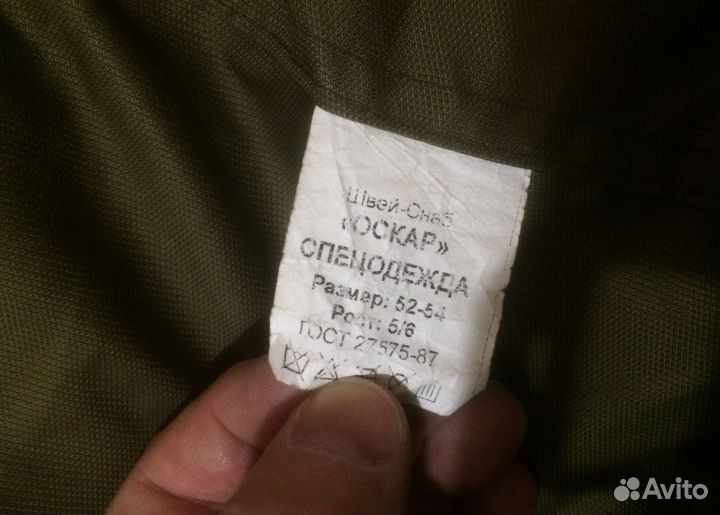 Швей-Снаб
«ОСКАР»
СПЕЦОДЕЖДА
Размер: 52-54
Рост: 5/6
ГОСТ 27575-87
Avito